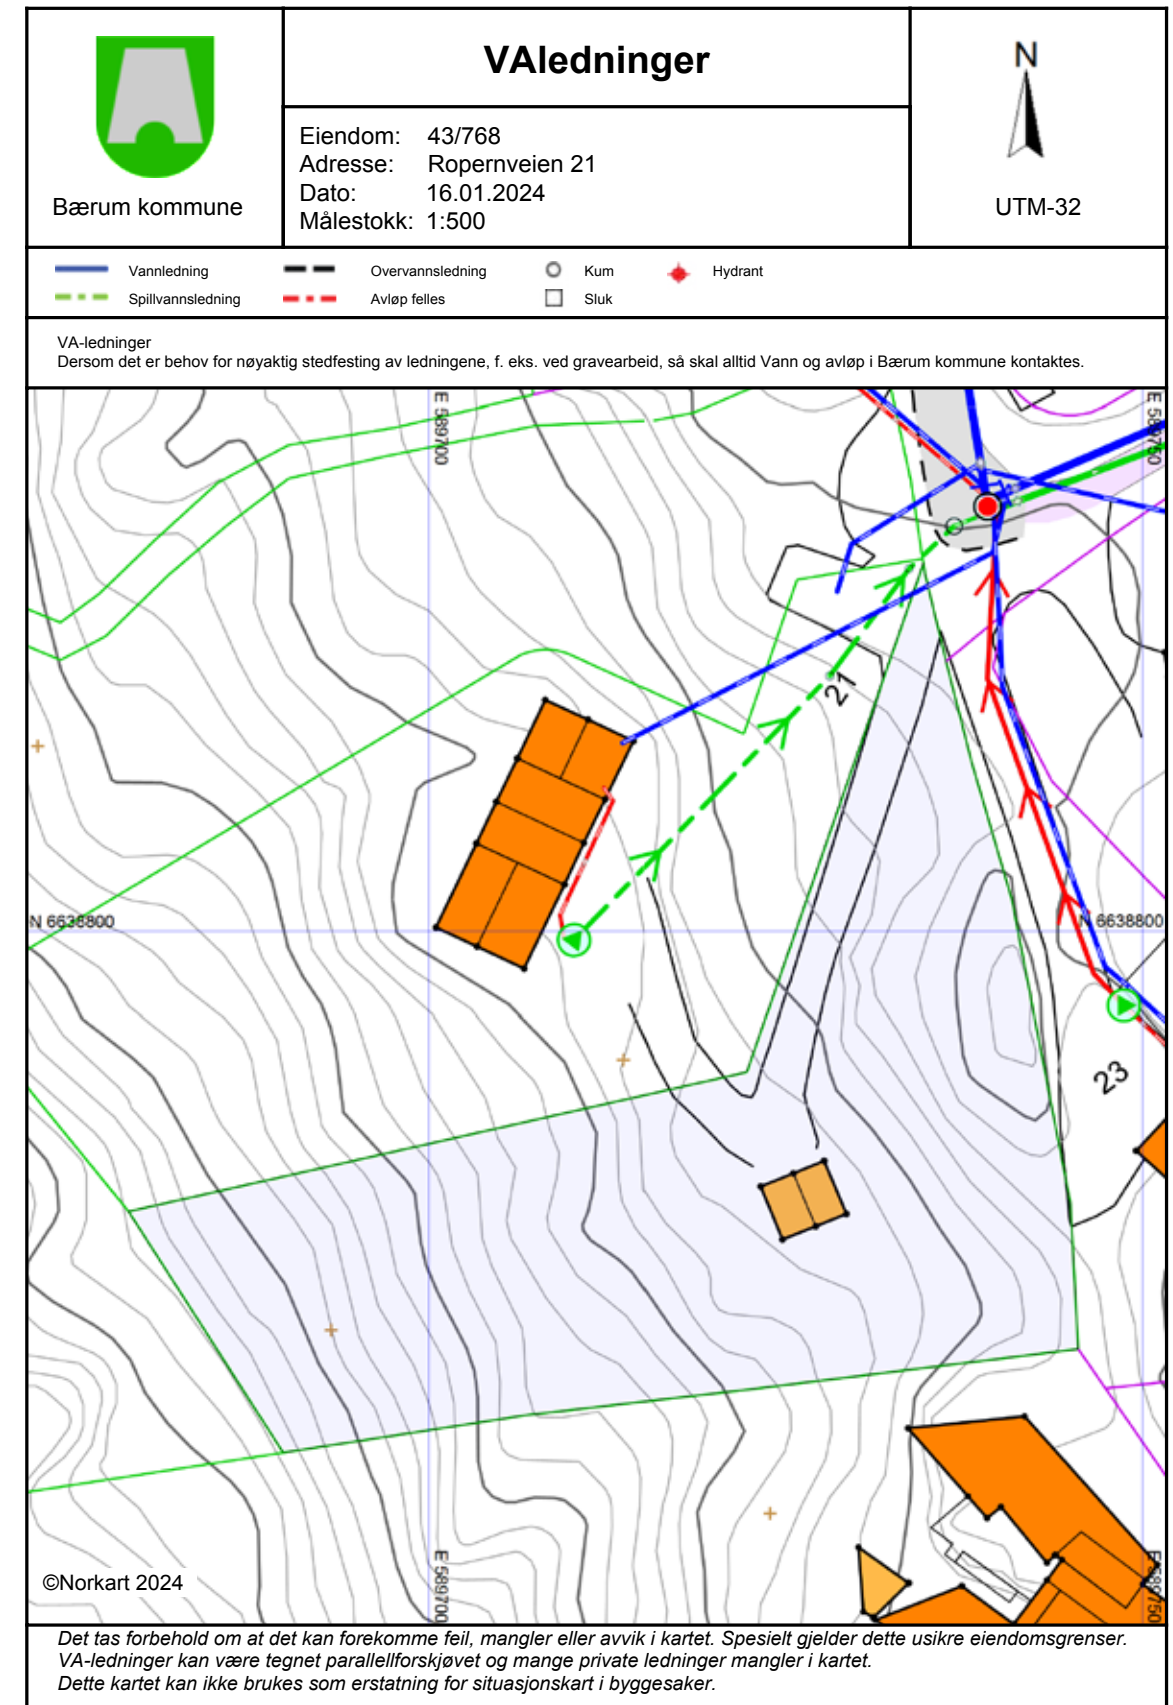 VAledninger
N
Eiendom: 43/768
Adresse: Ropernveien 21
Dato: 16.01.2024
Målestokk: 1:500
Bærum kommune
UTM-32
Vannledning
Overvannsledning
Kum
Hydrant
Spillvannsledning
Avløp felles
Sluk
VA-ledninger
Dersom det er behov for nøyaktig stedfesting av ledningene, f. eks. ved gravearbeid, så skal alltid Vann og avløp i Bærum kommune kontaktes.
E 589700
E 589750
21
N 6638800
N 6638800
23
E 589700
E 589750
©Norkart 2024
Det tas forbehold om at det kan forekomme feil, mangler eller avvik i kartet. Spesielt gjelder dette usikre eiendomsgrenser.
VA-ledninger kan være tegnet parallellforskjøvet og mange private ledninger mangler i kartet.
Dette kartet kan ikke brukes som erstatning for situasjonskart i byggesaker.